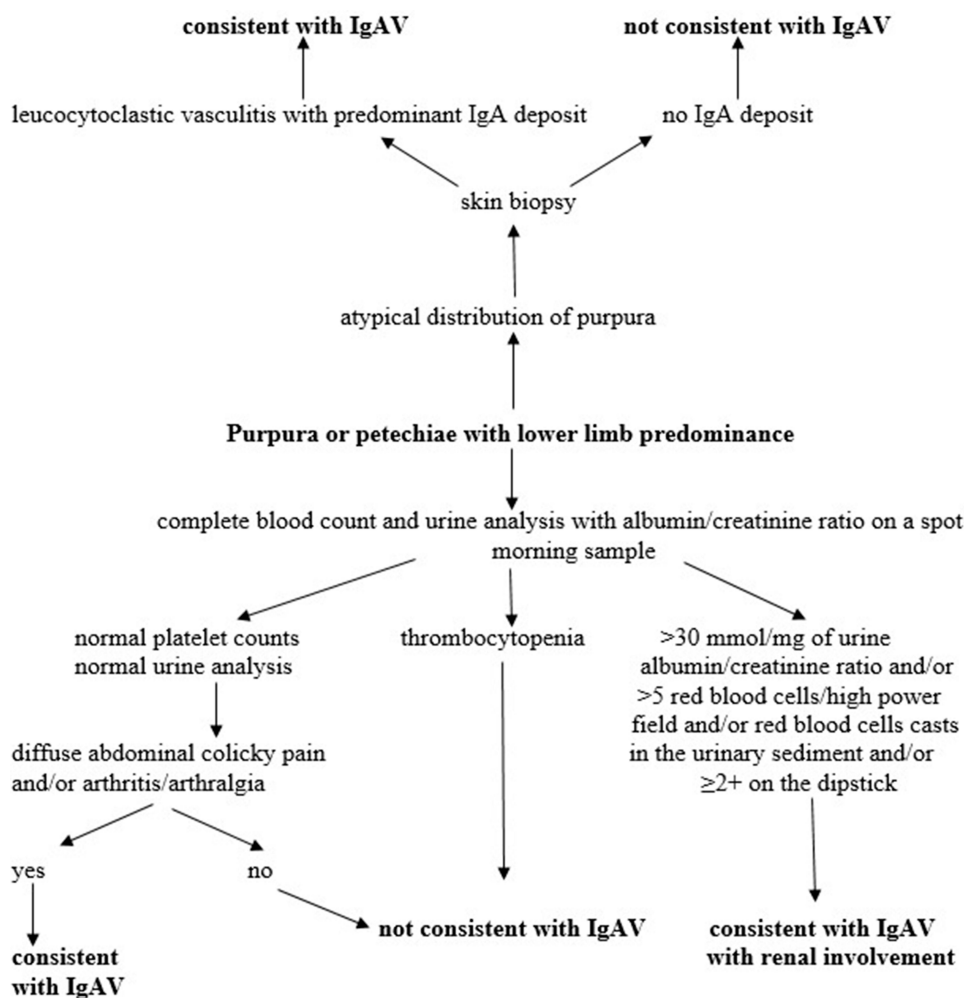 consistent with IgAV
not consistent with IgAV
leucocytoclastic vasculitis with predominant IgA deposit
no IgA deposit
skin biopsy
atypical distribution of purpura
Purpura or petechiae with lower limb predominance
complete blood count and urine analysis with albumin/creatinine ratio on a spot
morning sample
normal platelet counts
normal urine analysis
thrombocytopenia
>30 mmol/mg of urine
albumin/creatinine ratio and/or
>5 red blood cells/high power
field and/or red blood cells casts
in the urinary sediment and/or
≥2+ on the dipstick
diffuse abdominal colicky pain
and/or arthritis/arthralgia
yes
no
consistent
with IgAV
not consistent with IgAV
consistent with IgAV
with renal involvement